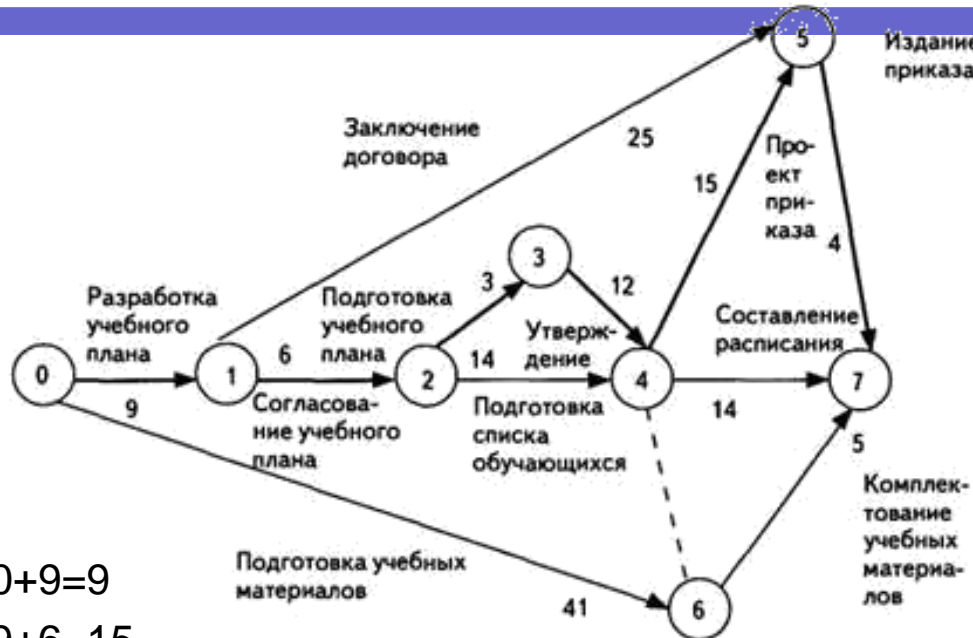 5
Издание
приказа
Заключение
договора
25
15
Про-
ект
при-
каза
4
3
3
12
Разработка
учебного
плана
Подготовка
учебного
плана
Утверж-
дение
Составление
расписания
0
1
6
2
14
4
7
9
Согласова-
ние учебного
плана
Подготовка
списка
обучающихся
14
5
Комплек-
тование
учебных
материа-
лов
Подготовка учебных
материалов
41
6
0+9=9